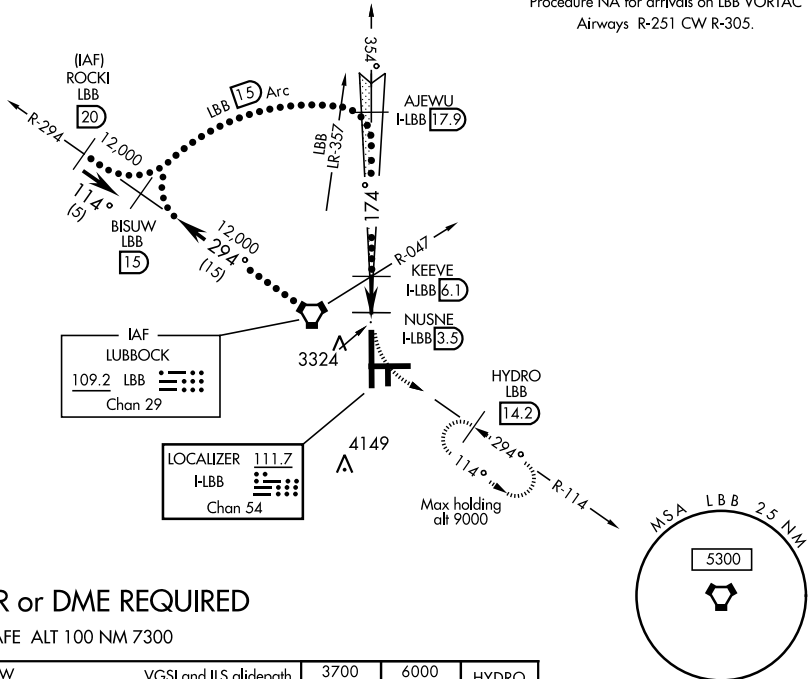 Procedure NA for arrivals on LBB VORTAC
Airways R-251 CW R-305.
354°
(IAF)
ROCKI
LBB
20
LBB 15 Arc
AJEWU
I-LBB 17.9
R-294
12,000
LBB
LR-357
114°
(5)
174°
BISUW
LBB
15
12,000
294°
(15)
R-047
KEEVE
I-LBB 6.1
NUSNE
I-LBB 3.5
IAF
LUBBOCK
109.2 LBB
Chan 29
3324
HYDRO
LBB
14.2
LOCALIZER 111.7
I-LBB
Chan 54
4149
294°
114°
R-114
Max holding
alt 9000
MSA LBB 25 NM
5300
R or DME REQUIRED
AFE ALT 100 NM 7300
W
VGSI and ILS glidepath
3700
6000
HYDRO